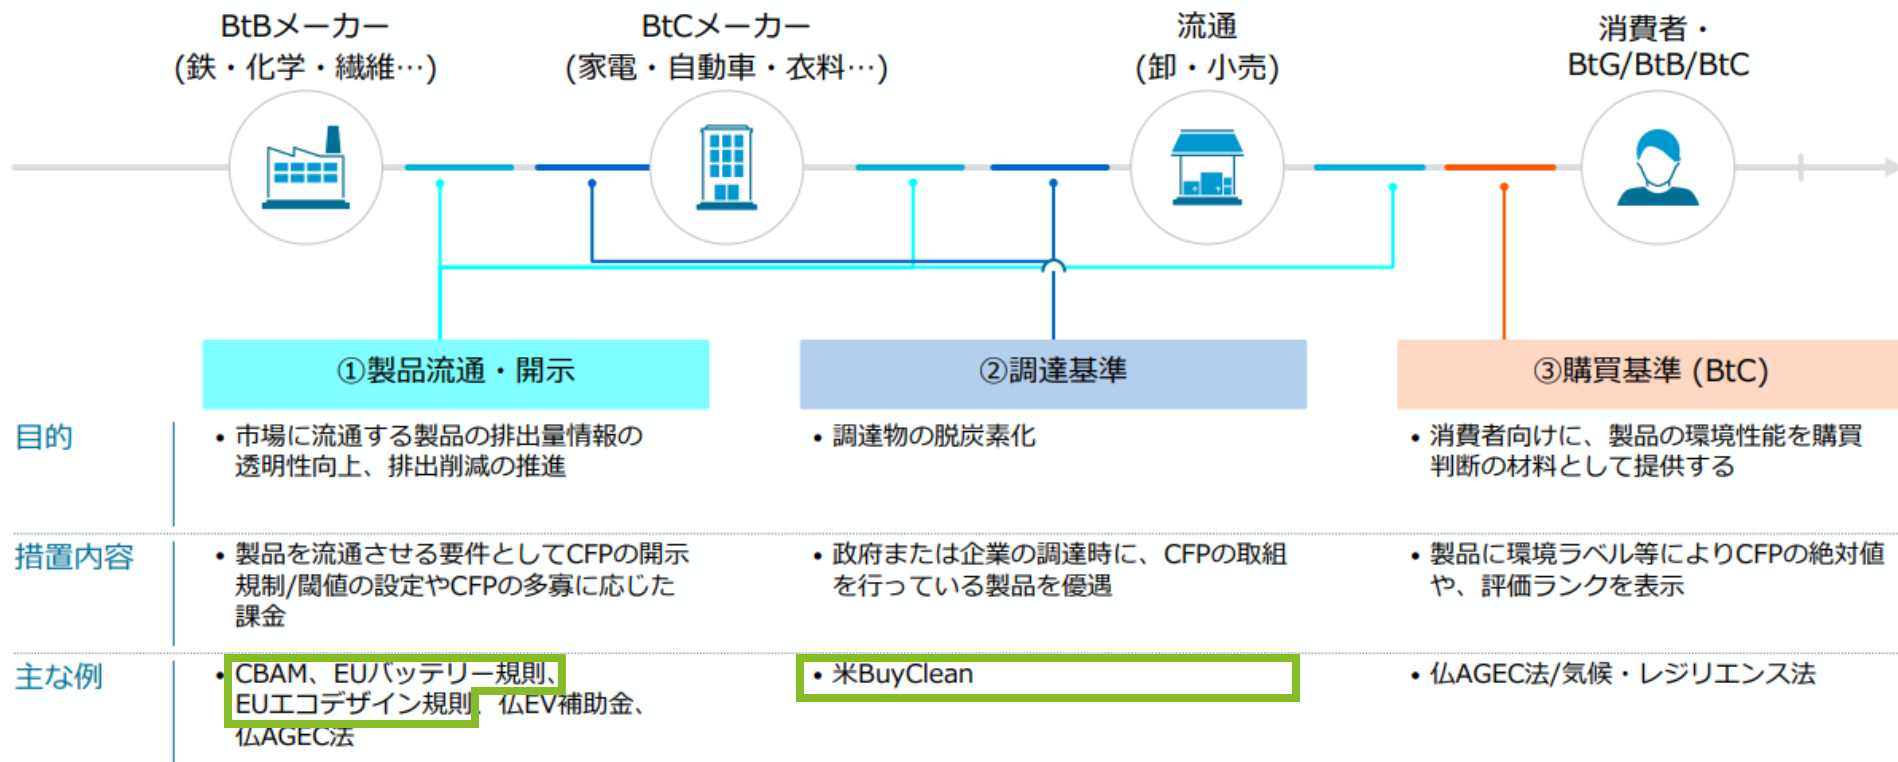 BtBメーカー
(鉄・化学・繊維…)
BtCメーカー
(家電・自動車・衣料…)
流通
(卸・小売)
消費者・
BtG/BtB/BtC
①製品流通・開示
②調達基準
③購買基準 (BtC)
目的
• 市場に流通する製品の排出量情報の
透明性向上、排出削減の推進
• 調達物の脱炭素化
• 消費者向けに、製品の環境性能を購買
判断の材料として提供する
措置内容
• 製品を流通させる要件としてCFPの開示
規制/閾値の設定やCFPの多寡に応じた
課金
• 政府または企業の調達時に、CFPの取組
を行っている製品を優遇
• 製品に環境ラベル等によりCFPの絶対値
や、評価ランクを表示
主な例
• CBAM、EUバッテリー規則、
EUエコデザイン規則、仏EV補助金、
仏AGEC法
• 米BuyClean
• 仏AGEC法/気候・レジリエンス法